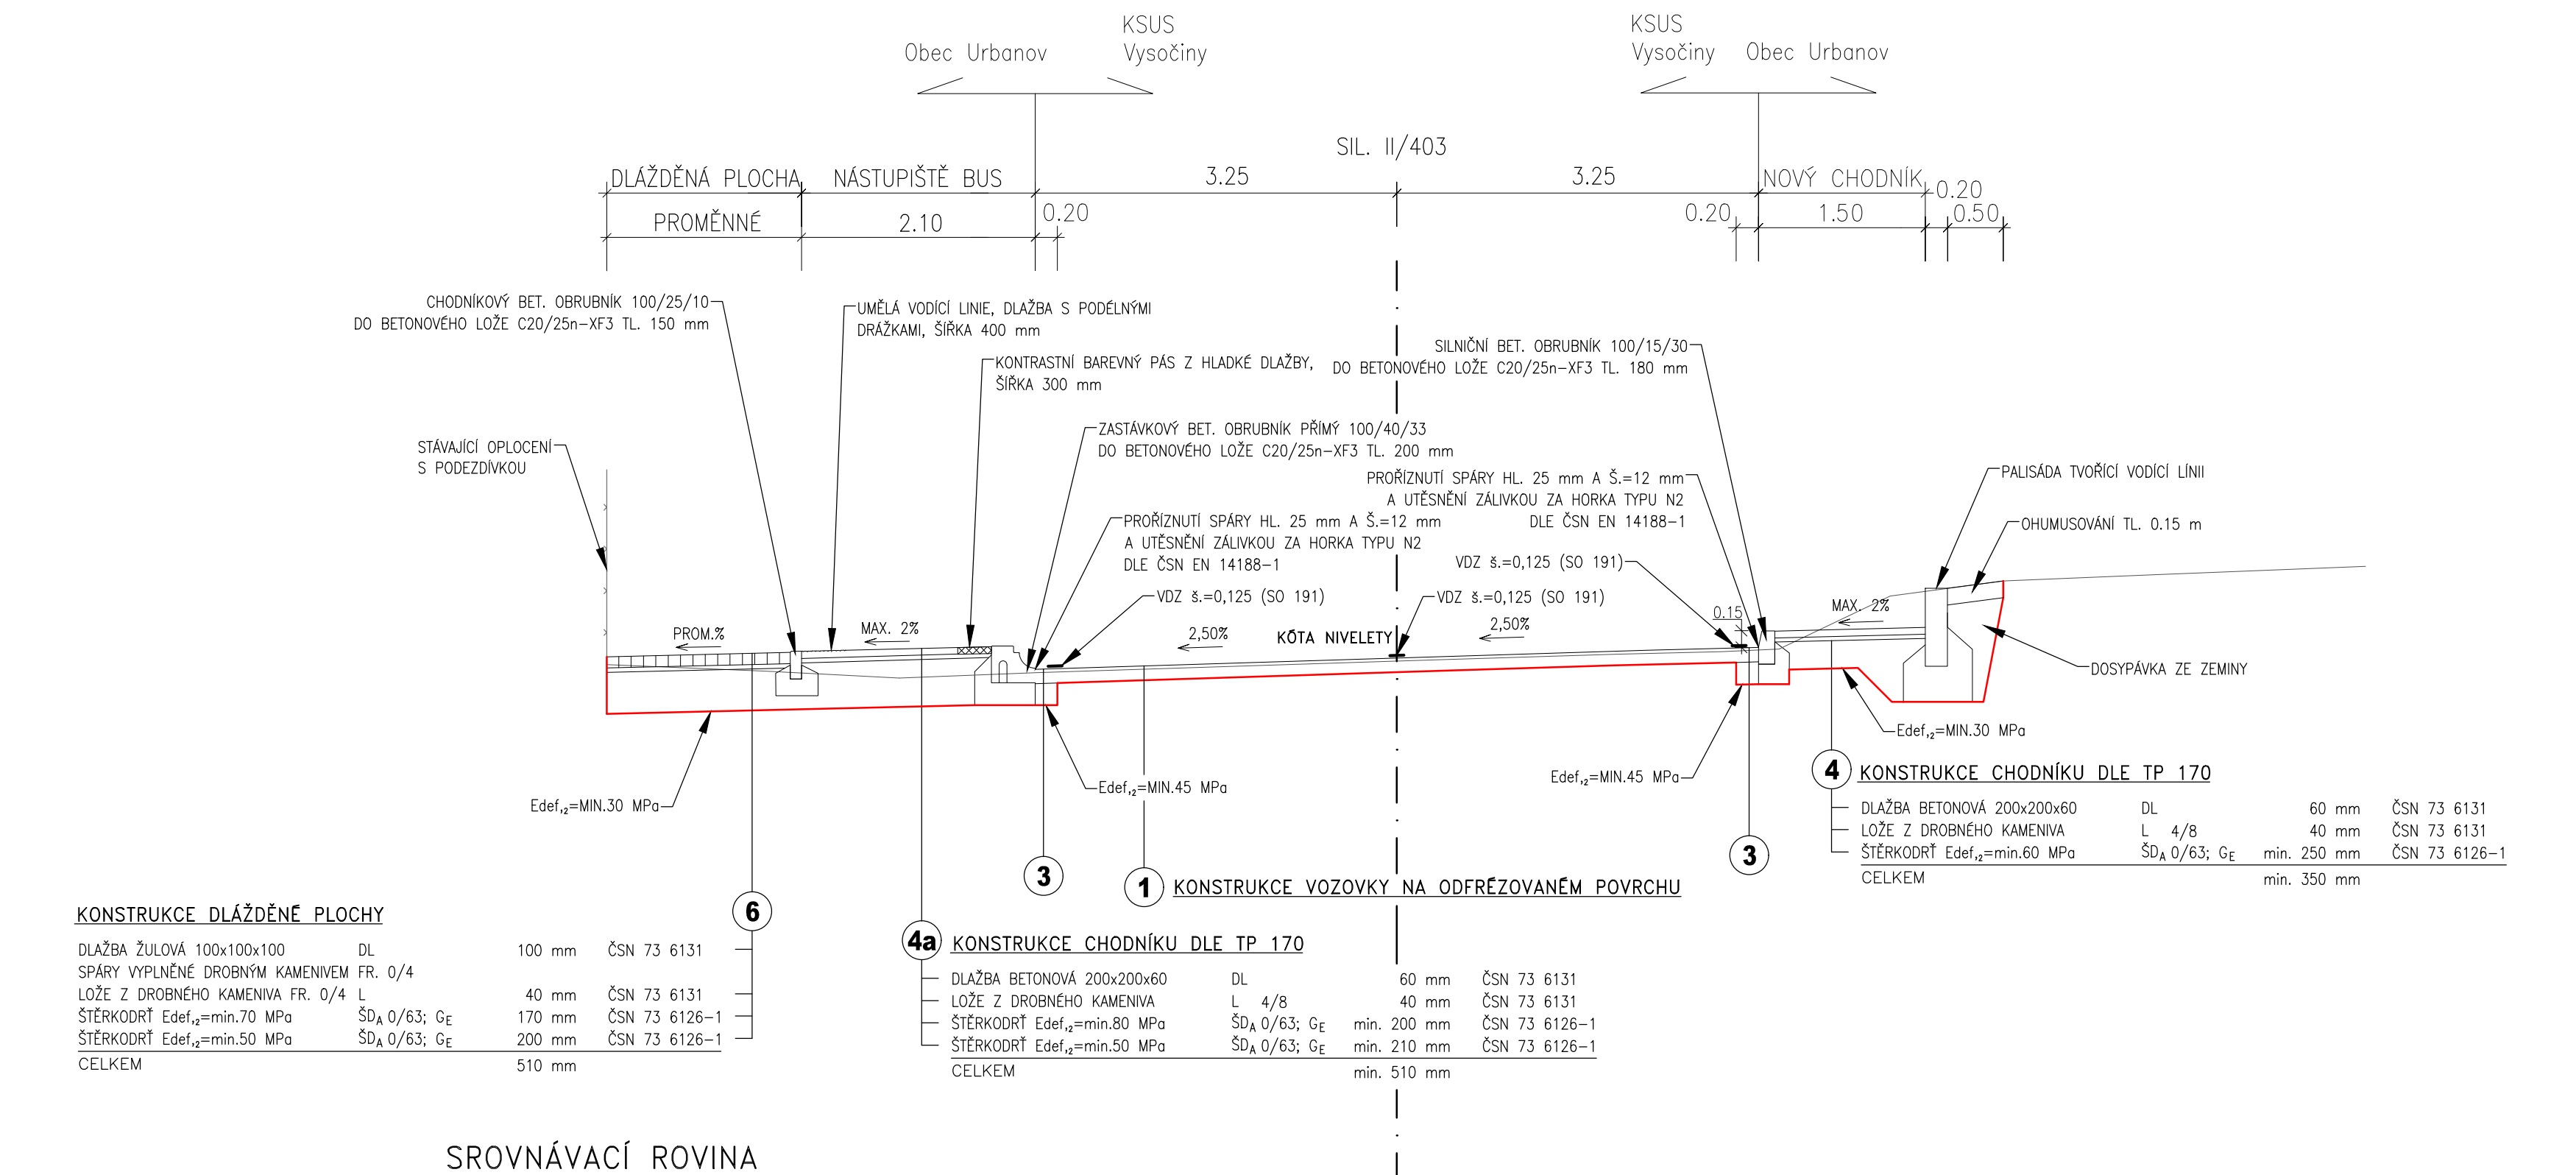 KSUS
Vysočiny
Obec Urbanov
KSUS
Vysočiny
Obec Urbanov
SIL. II/403
DLÁŽDĚNÁ PLOCHA
NÁSTUPIŠTĚ BUS
3.25
3.25
NOVÝ CHODNÍK
0.20
PROMĚNNÉ
2.10
0.20
0.20
1.50
0.50
CHODNÍKOVÝ BET. OBRUBNÍK 100/25/10
DO BETONOVÉHO LOŽE C20/25n-XF3 TL. 150 mm
UMĚLÁ VODÍCÍ LINIE, DLAŽBA S PODÉLNÝMI
DRÁŽKAMI, ŠÍŘKA 400 mm
KONTRASTNÍ BAREVNÝ PÁS Z HLADKÉ DLAŽBY,
ŠÍŘKA 300 mm
SILNIČNÍ BET. OBRUBNÍK 100/15/30
DO BETONOVÉHO LOŽE C20/25n-XF3 TL. 180 mm
STÁVAJÍCÍ OPLOCENÍ
S PODEZDÍVKOU
ZASTÁVKOVÝ BET. OBRUBNÍK PŘÍMÝ 100/40/33
DO BETONOVÉHO LOŽE C20/25n-XF3 TL. 200 mm
PROŘÍZNUTÍ SPÁRY HL. 25 mm A Š.=12 mm
A UTĚSNĚNÍ ZÁLIVKOU ZA HORKA TYPU N2
DLE ČSN EN 14188-1
PROŘÍZNUTÍ SPÁRY HL. 25 mm A Š.=12 mm
A UTĚSNĚNÍ ZÁLIVKOU ZA HORKA TYPU N2
DLE ČSN EN 14188-1
PALISÁDA TVOŘÍCÍ VODÍCÍ LÍNII
OHUMUSOVÁNÍ TL. 0.15 m
VDZ š.=0,125 (SO 191)
VDZ š.=0,125 (SO 191)
VDZ š.=0,125 (SO 191)
0.15
MAX. 2%
PROM.%
MAX. 2%
2,50%
KÓTA NIVELETY
2,50%
DOSYPÁVKA ZE ZEMINY
Edef,₂=MIN.30 MPa
Edef,₂=MIN.45 MPa
Edef,₂=MIN.45 MPa
Edef,₂=MIN.30 MPa
4 KONSTRUKCE CHODNÍKU DLE TP 170
DLAŽBA BETONOVÁ 200x200x60 DL 60 mm ČSN 73 6131
LOŽE Z DROBNÉHO KAMENIVA L 4/8 40 mm ČSN 73 6131
ŠTĚRKODRŤ Edef,₂=min.60 MPa ŠDA 0/63; GE min. 250 mm ČSN 73 6126-1
CELKEM min. 350 mm
3
3
1 KONSTRUKCE VOZOVKY NA ODFRÉZOVANÉM POVRCHU
6
KONSTRUKCE DLÁŽDĚNÉ PLOCHY
DLAŽBA ŽULOVÁ 100x100x100 DL 100 mm ČSN 73 6131
SPÁRY VYPLNĚNÉ DROBNÝM KAMENIVEM FR. 0/4
LOŽE Z DROBNÉHO KAMENIVA FR. 0/4 L 40 mm ČSN 73 6131
ŠTĚRKODRŤ Edef,₂=min.70 MPa ŠDA 0/63; GE 170 mm ČSN 73 6126-1
ŠTĚRKODRŤ Edef,₂=min.50 MPa ŠDA 0/63; GE 200 mm ČSN 73 6126-1
CELKEM 510 mm
4a KONSTRUKCE CHODNÍKU DLE TP 170
DLAŽBA BETONOVÁ 200x200x60 DL 60 mm ČSN 73 6131
LOŽE Z DROBNÉHO KAMENIVA L 4/8 40 mm ČSN 73 6131
ŠTĚRKODRŤ Edef,₂=min.80 MPa ŠDA 0/63; GE min. 200 mm ČSN 73 6126-1
ŠTĚRKODRŤ Edef,₂=min.50 MPa ŠDA 0/63; GE min. 210 mm ČSN 73 6126-1
CELKEM min. 510 mm
SROVNÁVACÍ ROVINA